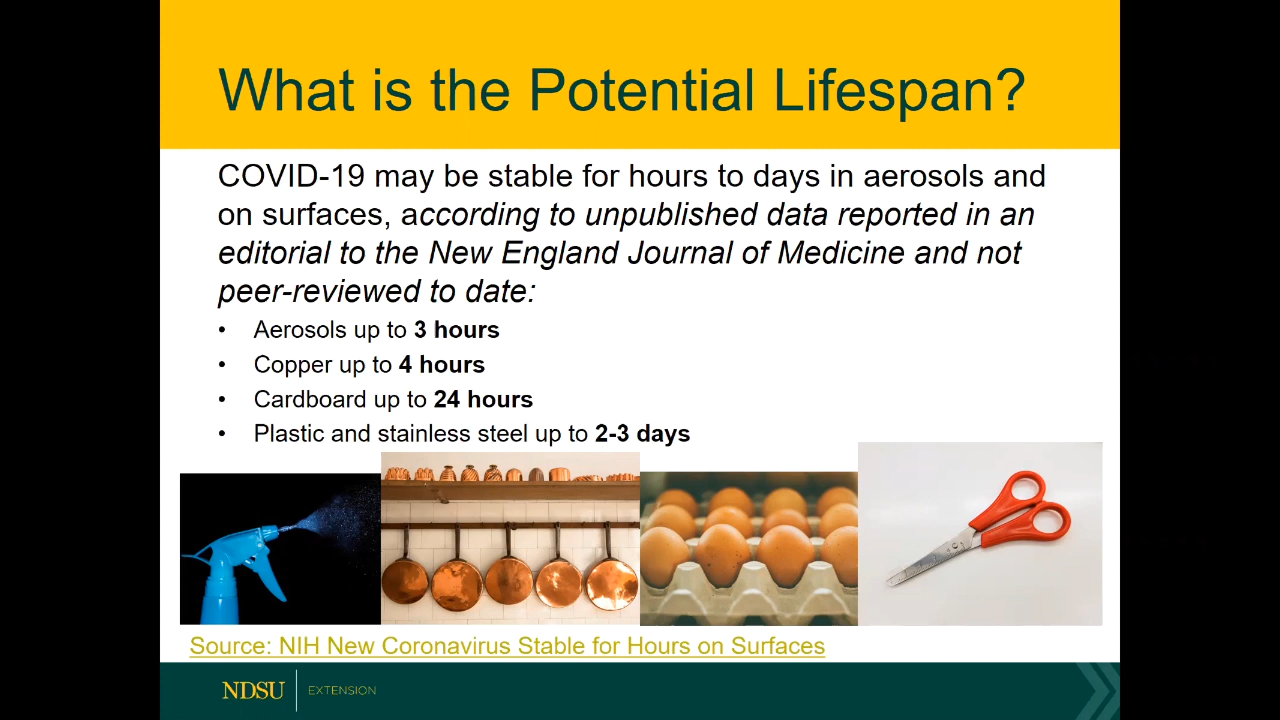 What is the Potential Lifespan?
COVID-19 may be stable for hours to days in aerosols and
on surfaces, according to unpublished data reported in an
editorial to the New England Journal of Medicine and not
peer-reviewed to date:
• Aerosols up to 3 hours
• Copper up to 4 hours
• Cardboard up to 24 hours
• Plastic and stainless steel up to 2-3 days
Source: NIH New Coronavirus Stable for Hours on Surfaces
NDSU EXTENSION